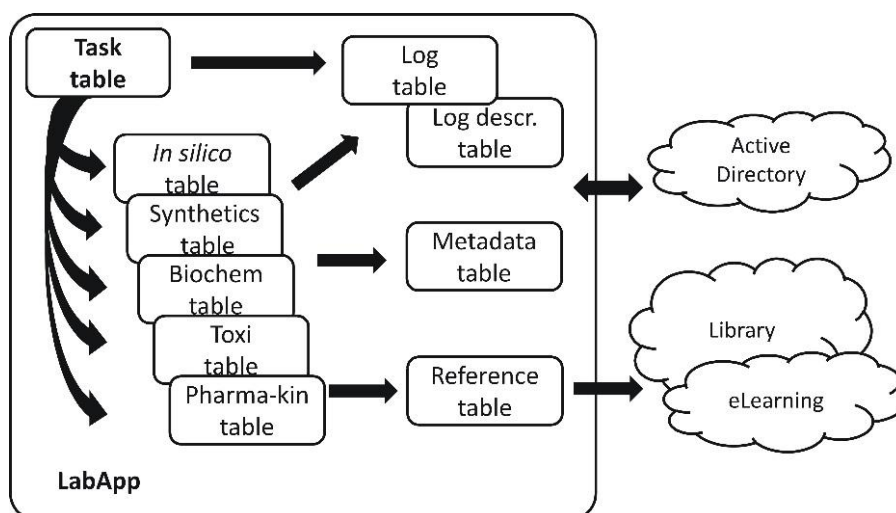 Task
table
Log
table
Log descr.
table
In silico
table
Synthetics
table
Biochem
table
Toxi
table
Pharma-kin
table
Metadata
table
Reference
table
LabApp
Active
Directory
Library
eLearning